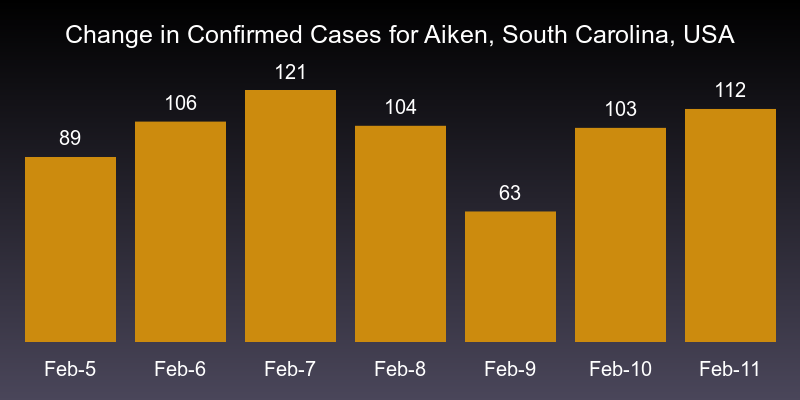 Change in Confirmed Cases for Aiken, South Carolina, USA
89 106 121 104 63 103 112
Feb-5 Feb-6 Feb-7 Feb-8 Feb-9 Feb-10 Feb-11